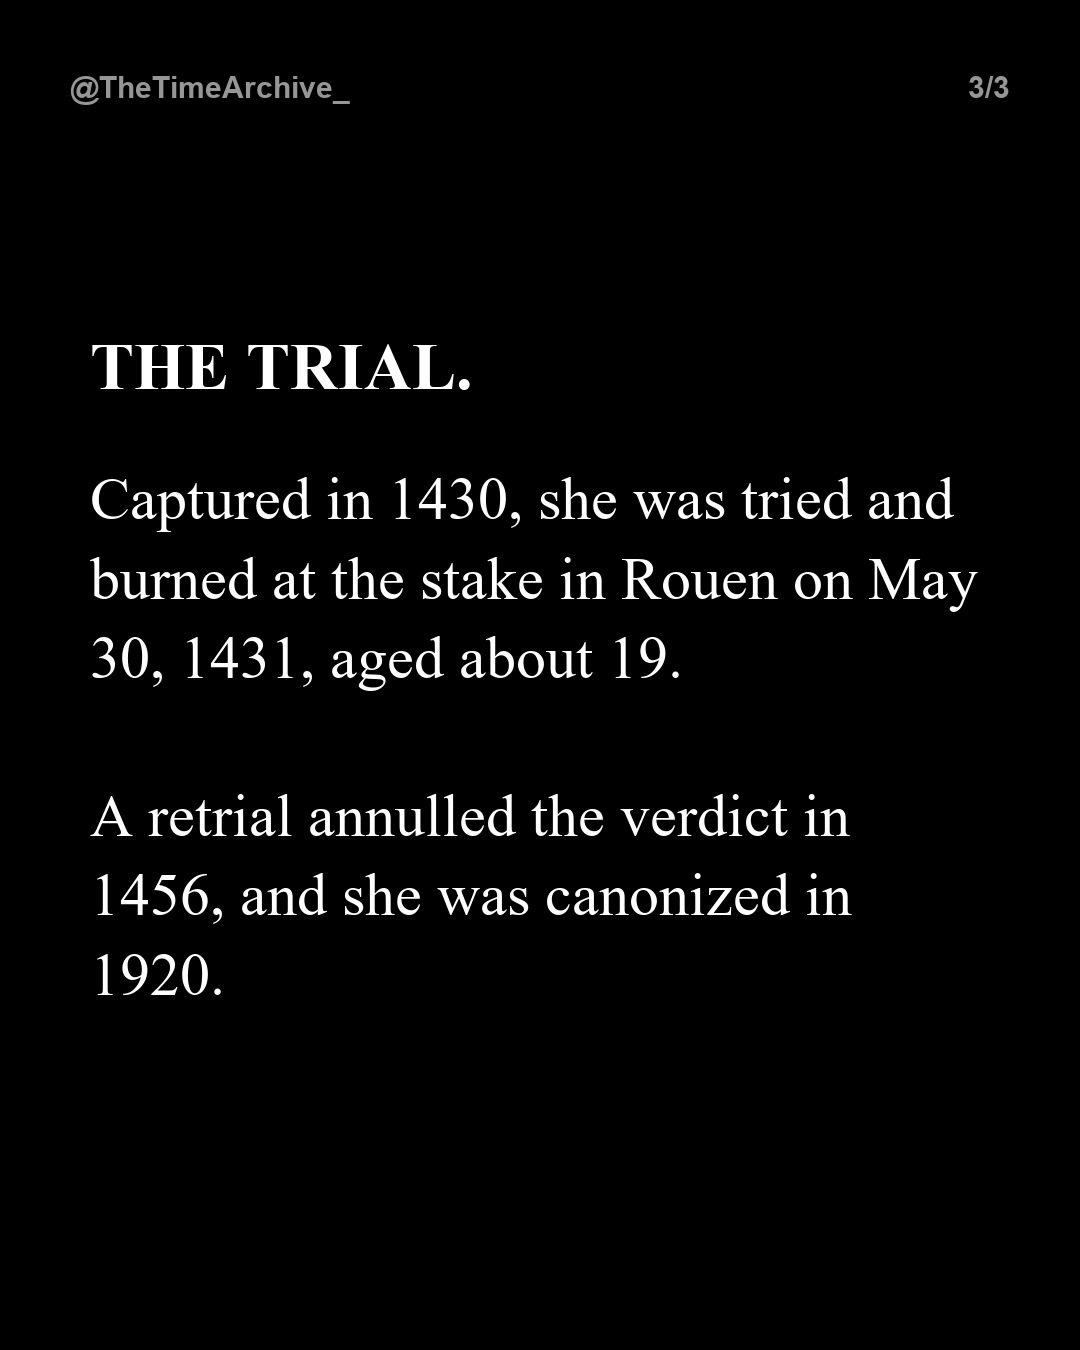 @TheTimeArchive_
3/3
THE TRIAL.
Captured in 1430, she was tried and
burned at the stake in Rouen on May
30, 1431, aged about 19.
A retrial annulled the verdict in
1456, and she was canonized in
1920.